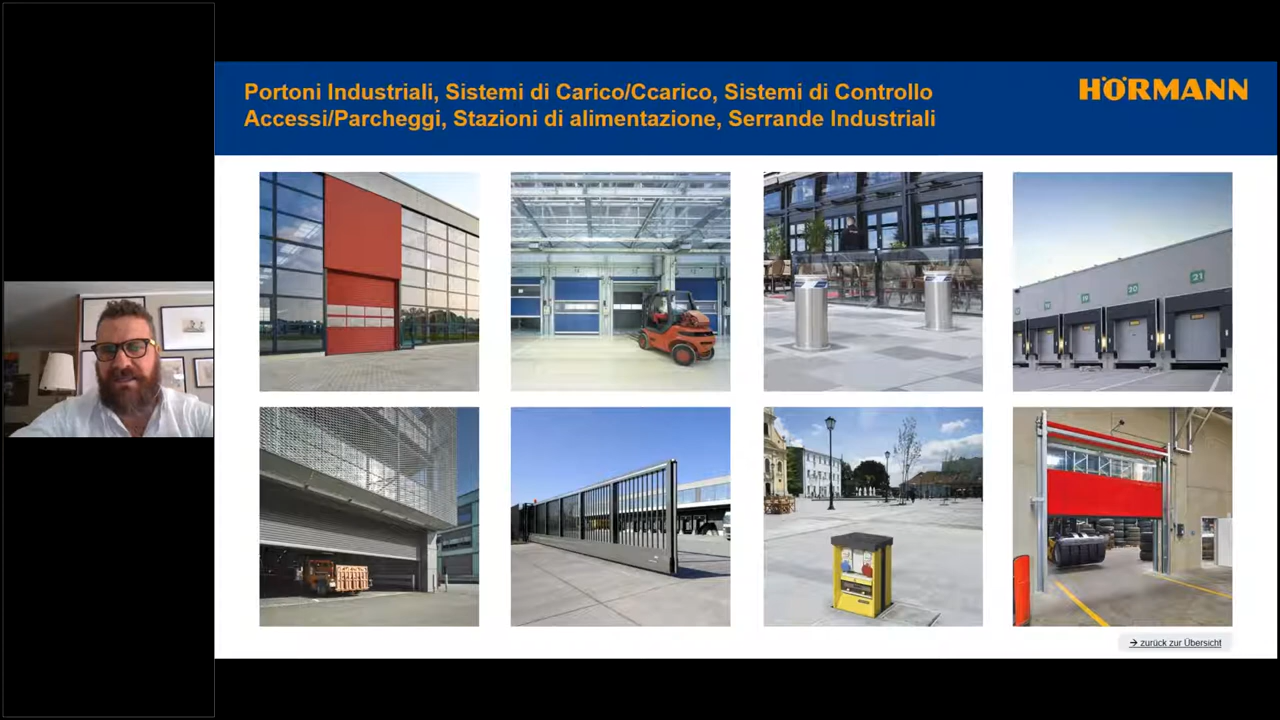 Portoni Industriali, Sistemi di Carico/Ccarico, Sistemi di Controllo
Accessi/Parcheggi, Stazioni di alimentazione, Serrande Industriali
HÖRMANN
19
20
21
→ zurück zur Übersicht